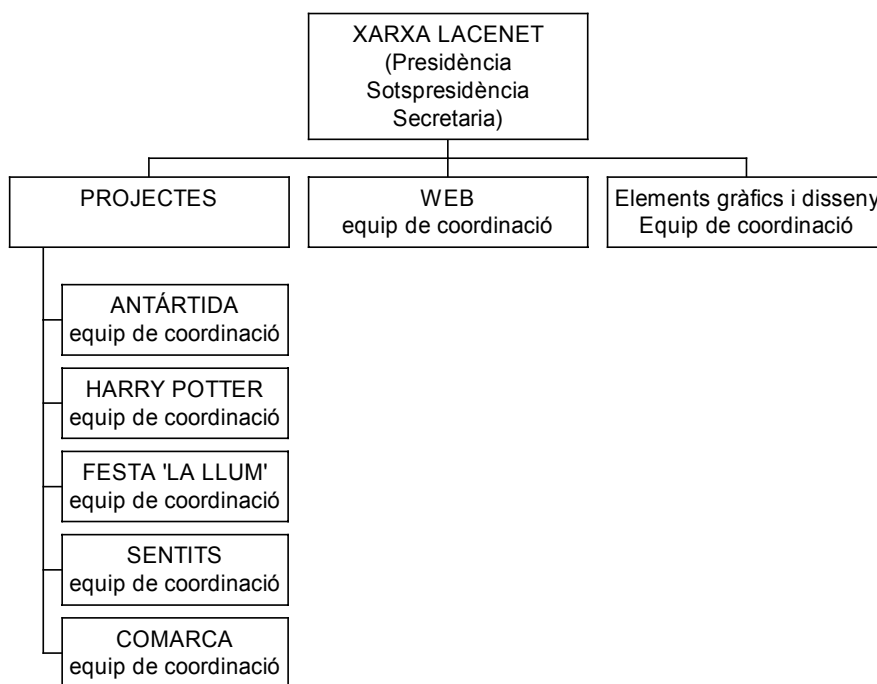 XARXA LACENET
(Presidència
Sotspresidència
Secretaria)
PROJECTES
WEB
equip de coordinació
Elements gràfics i disseny
Equip de coordinació
ANTÁRTIDA
equip de coordinació
HARRY POTTER
equip de coordinació
FESTA 'LA LLUM'
equip de coordinació
SENTITS
equip de coordinació
COMARCA
equip de coordinació